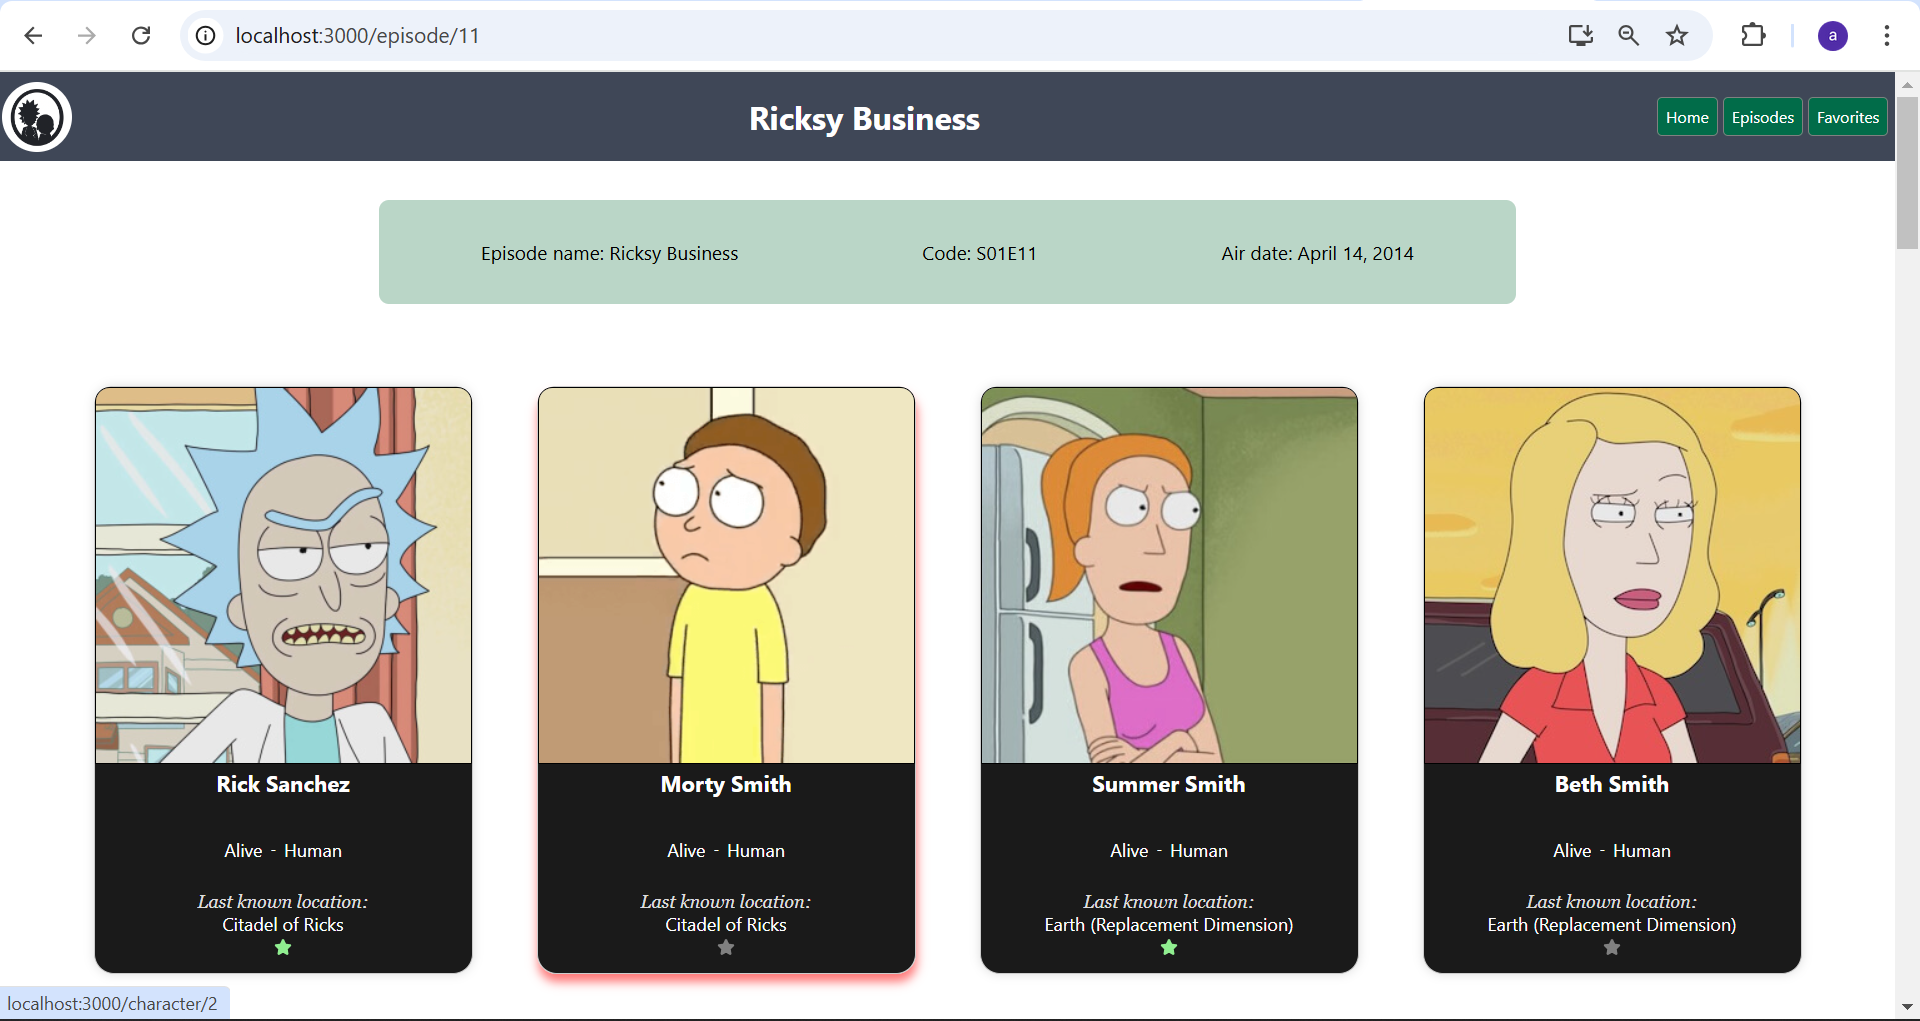 localhost:3000/episode/11
a
Ricksy Business
Home Episodes Favorites
Episode name: Ricksy Business Code: S01E11 Air date: April 14, 2014
Rick Sanchez
Alive - Human
Last known location:
Citadel of Ricks
Morty Smith
Alive - Human
Last known location:
Citadel of Ricks
Summer Smith
Alive - Human
Last known location:
Earth (Replacement Dimension)
Beth Smith
Alive - Human
Last known location:
Earth (Replacement Dimension)
localhost:3000/character/2